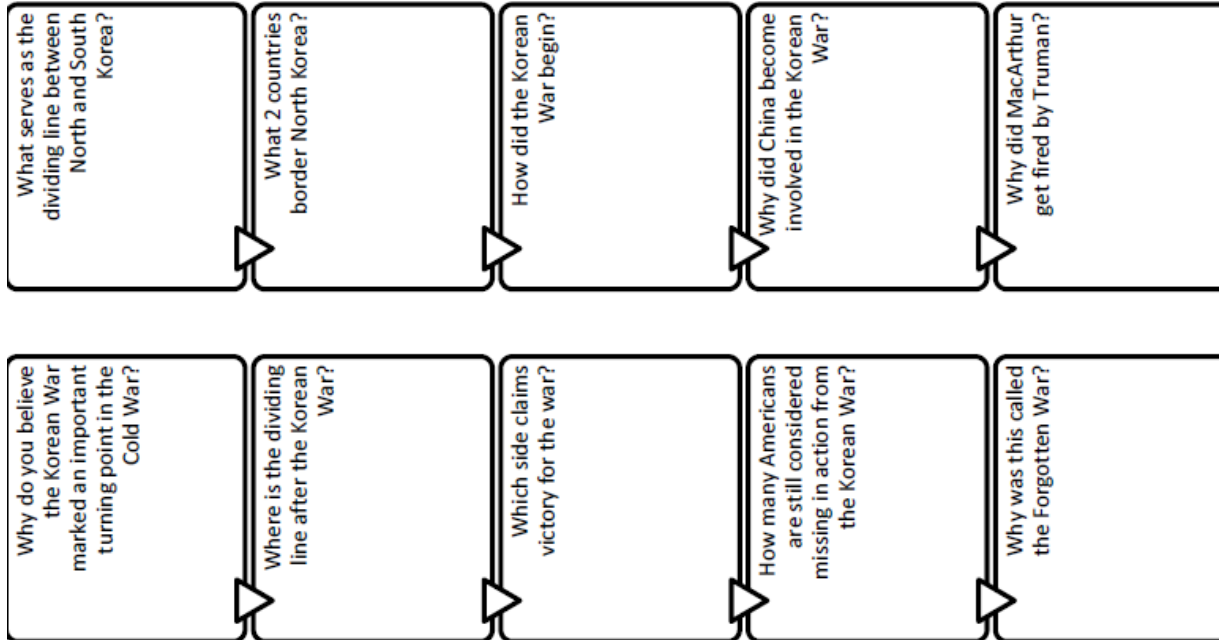 What serves as the
dividing line between
North and South
Korea?
What 2 countries
border North Korea?
How did the Korean
War begin?
Why did China become
involved in the Korean
War?
Why did MacArthur
get fired by Truman?
Why do you believe
the Korean War
marked an important
turning point in the
Cold War?
Where is the dividing
line after the Korean
War?
Which side claims
victory for the war?
How many Americans
are still considered
missing in action from
the Korean War?
Why was this called
the Forgotten War?